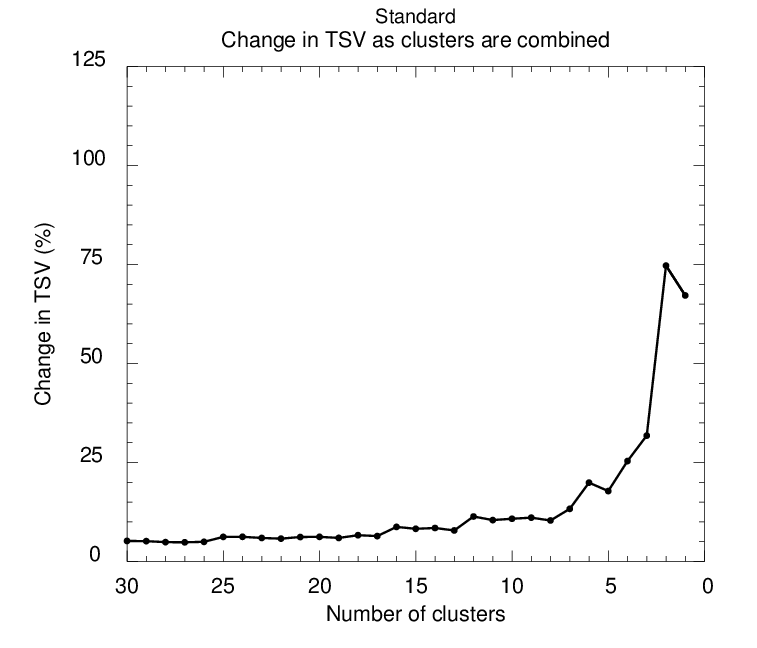 Standard
Change in TSV as clusters are combined
125
100
75
50
25
0
Change in TSV (%)
30 25 20 15 10 5 0
Number of clusters